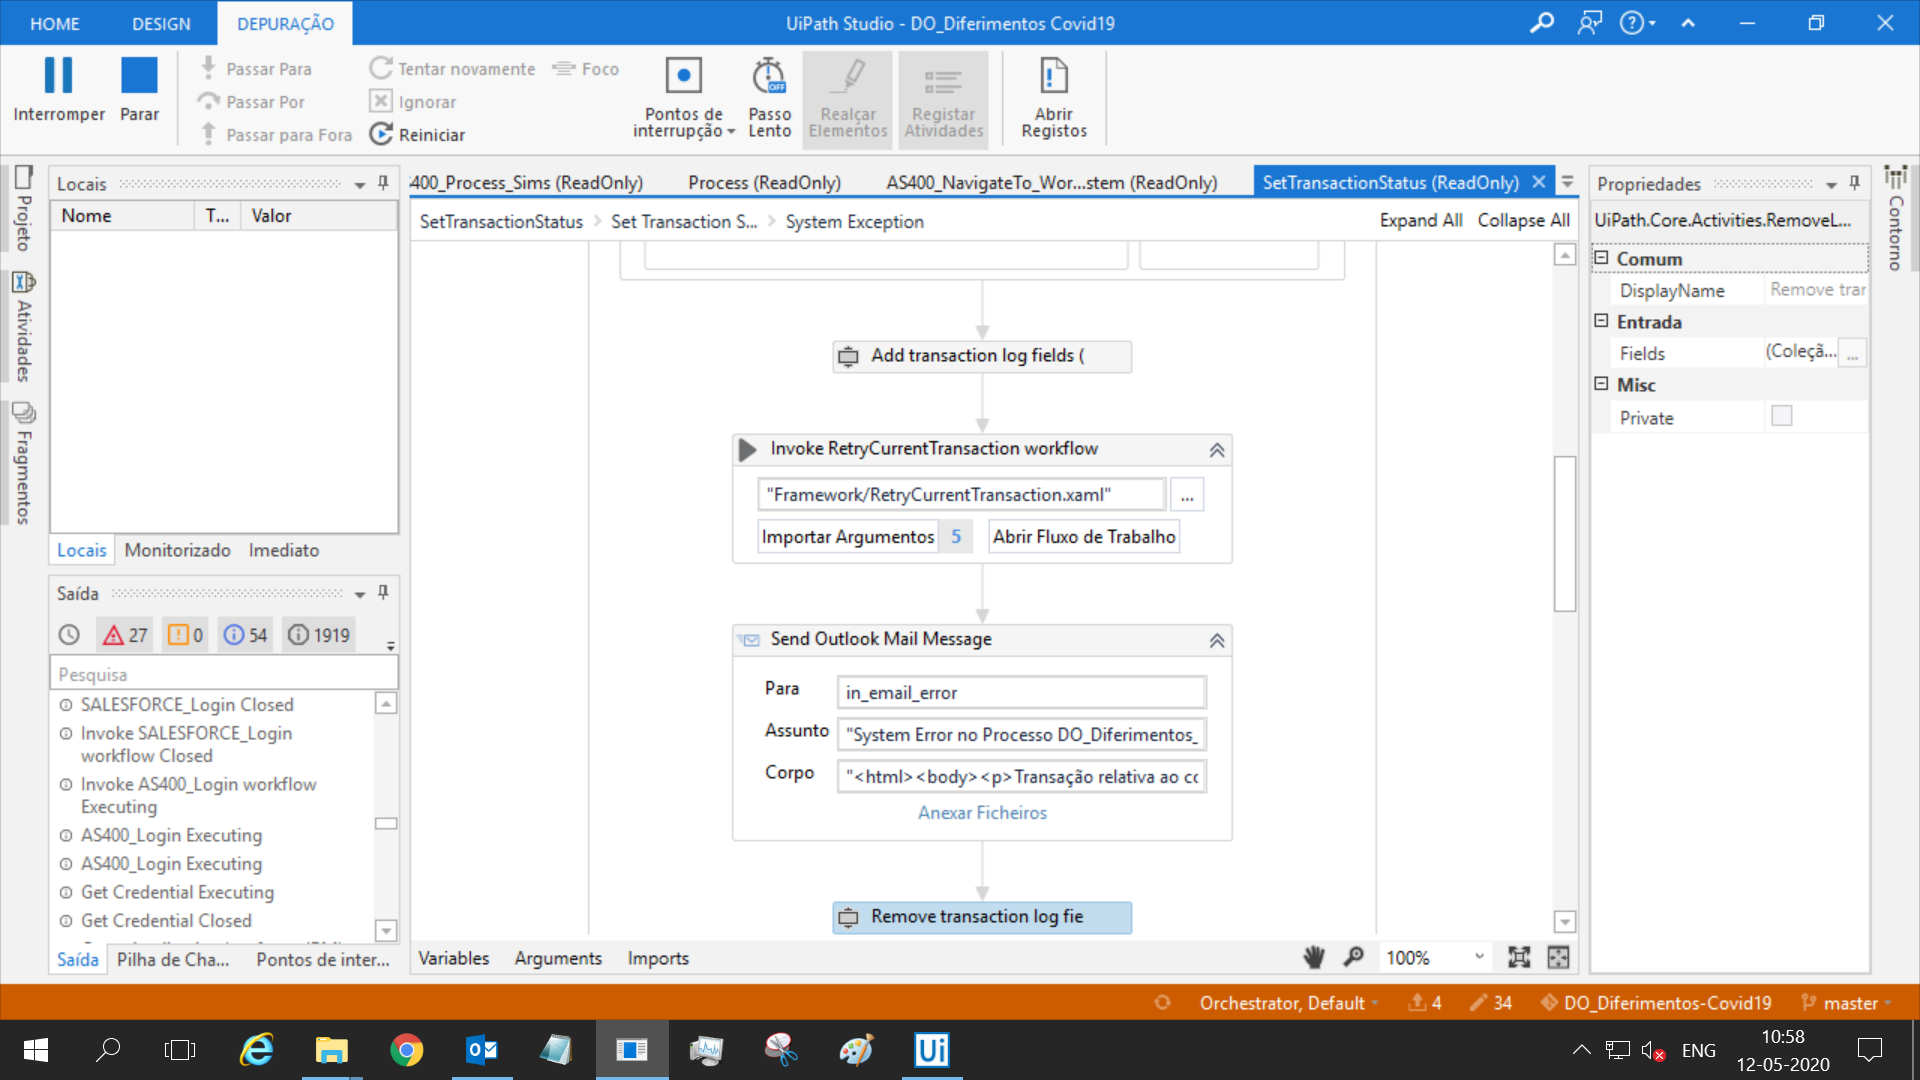 HOME
DESIGN
DEPURAÇÃO
UiPath Studio - DO_Diferimentos Covid19
Interromper
Parar
Passar Para
Passar Por
Passar para Fora
Tentar novamente
Ignorar
Reiniciar
Foco
Pontos de
interrupção
Passo
Lento
OFF
Realçar
Elementos
Registar
Atividades
Abrir
Registos
Projeto
Atividades
Fragmentos
Locais
Nome
T...
Valor
Locais
Monitorizado
Imediato
Saída
27
0
54
1919
Pesquisa
SALESFORCE_Login Closed
Invoke SALESFORCE_Login
workflow Closed
Invoke AS400_Login workflow
Executing
AS400_Login Executing
AS400_Login Executing
Get Credential Executing
Get Credential Closed
Saída
Pilha de Cha...
Pontos de inter...
400_Process_Sims (ReadOnly)
Process (ReadOnly)
AS400_NavigateTo_Wor...stem (ReadOnly)
SetTransactionStatus (ReadOnly)
SetTransactionStatus
Set Transaction S...
System Exception
Expand All
Collapse All
Add transaction log fields (
Invoke RetryCurrentTransaction workflow
"Framework/RetryCurrentTransaction.xaml"
...
Importar Argumentos
5
Abrir Fluxo de Trabalho
Send Outlook Mail Message
Para
in_email_error
Assunto
"System Error no Processo DO_Diferimentos_
Corpo
"<html><body><p>Transação relativa ao co
Anexar Ficheiros
Remove transaction log fie
Variables
Arguments
Imports
100%
Propriedades
UiPath.Core.Activities.RemoveL...
Comum
DisplayName
Remove tran
Entrada
Fields
(Coleçã...
...
Misc
Private
Contorno
Orchestrator, Default
4
34
DO_Diferimentos-Covid19
master
Ui
ENG
10:58
12-05-2020